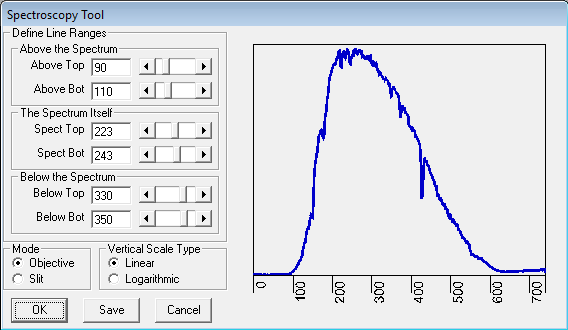 Spectroscopy Tool
Define Line Ranges
Above the Spectrum
Above Top 90
Above Bot 110
The Spectrum Itself
Spect Top 223
Spect Bot 243
Below the Spectrum
Below Top 330
Below Bot 350
Mode
Objective
Slit
Vertical Scale Type
Linear
Logarithmic
OK Save Cancel
0 100 200 300 400 500 600 700